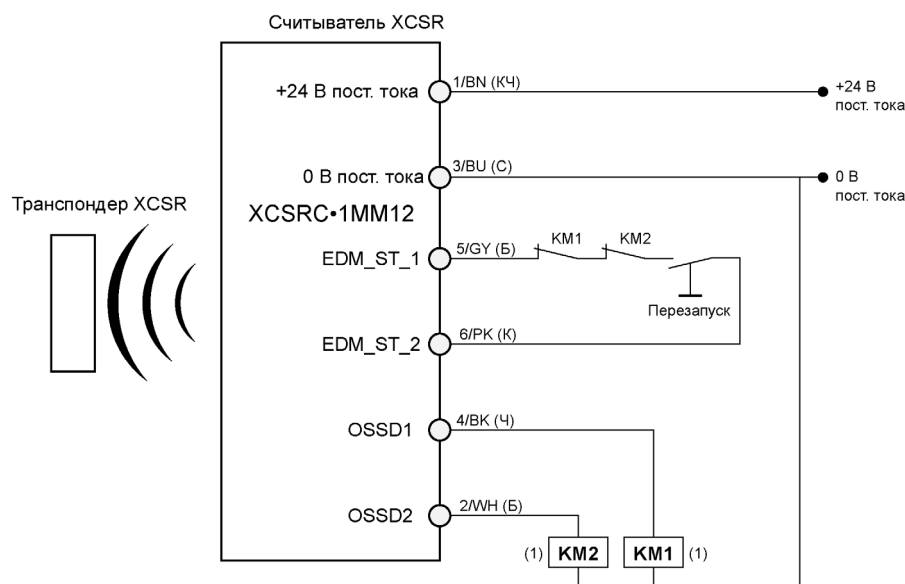 Считыватель XCSR
+24 В пост. тока
1/BN (КЧ)
+24 В
пост. тока
0 В пост. тока
3/BU (С)
0 В
пост. тока
Транспондер XCSR
XCSRC•1MM12
EDM_ST_1
5/GY (Б)
KM1
KM2
Перезапуск
EDM_ST_2
6/PK (К)
OSSD1
4/BK (Ч)
OSSD2
2/WH (Б)
(1)
KM2
KM1
(1)